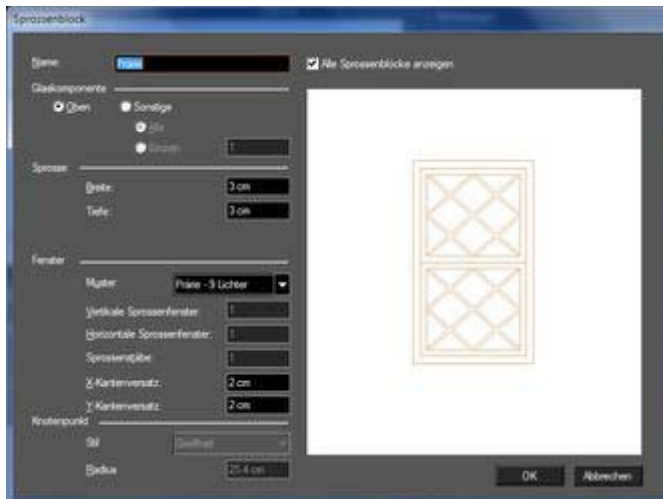 Sprossenblock
Name:
Prärie
Alle Sprossenblöcke anzeigen
Glaskomponente
Oben
Sonstige
Alle
Einzeln:
1
Sprosse
Breite:
3 cm
Tiefe:
3 cm
Fenster
Muster:
Prärie - 9 Lichter
Vertikale Sprossenfenster:
1
Horizontale Sprossenfenster:
1
Sprossenstäbe:
1
X-Kantenversatz:
2 cm
Y-Kantenversatz:
2 cm
Knotenpunkt
Stil
Radius
25.4 cm
OK
Abbrechen